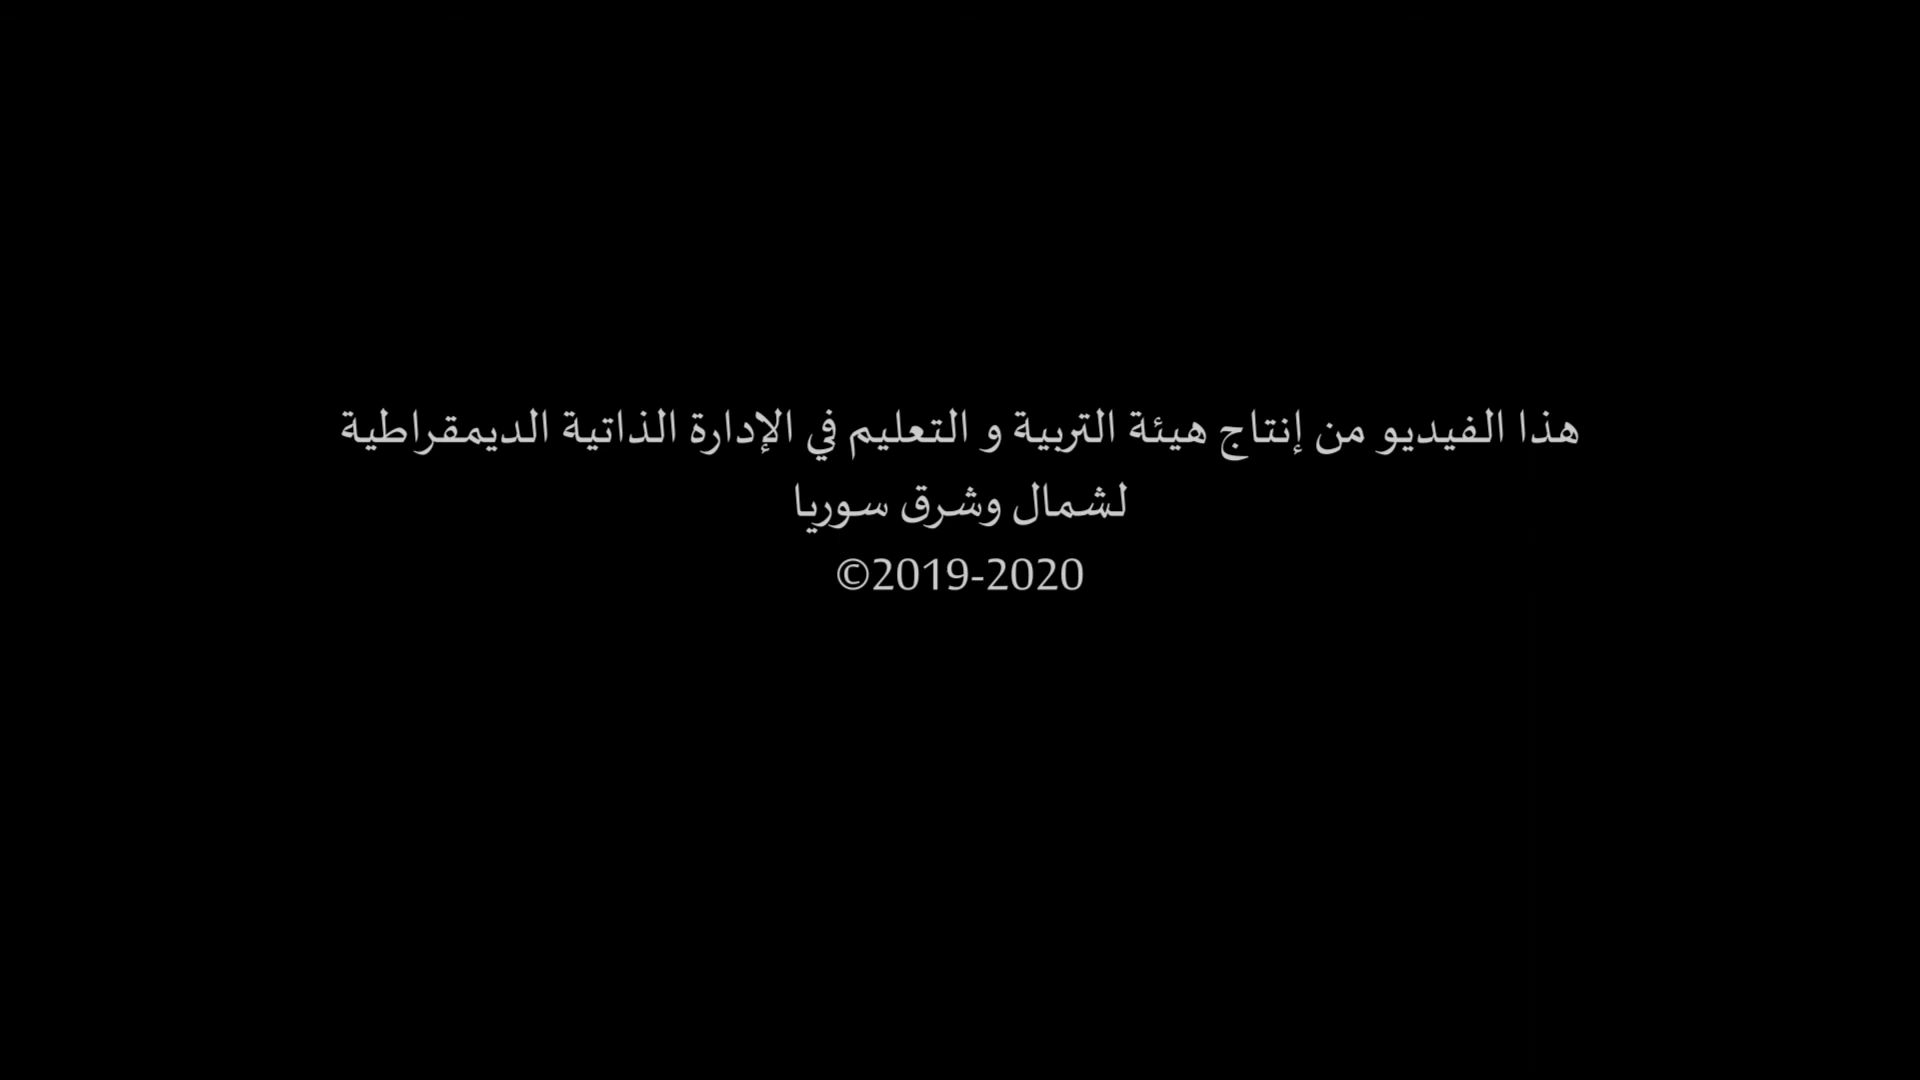 هذا الفيديو من إنتاج هيئة التربية و التعليم في الإدارة الذاتية الديمقراطية
لشمال وشرق سوريا
©2019-2020